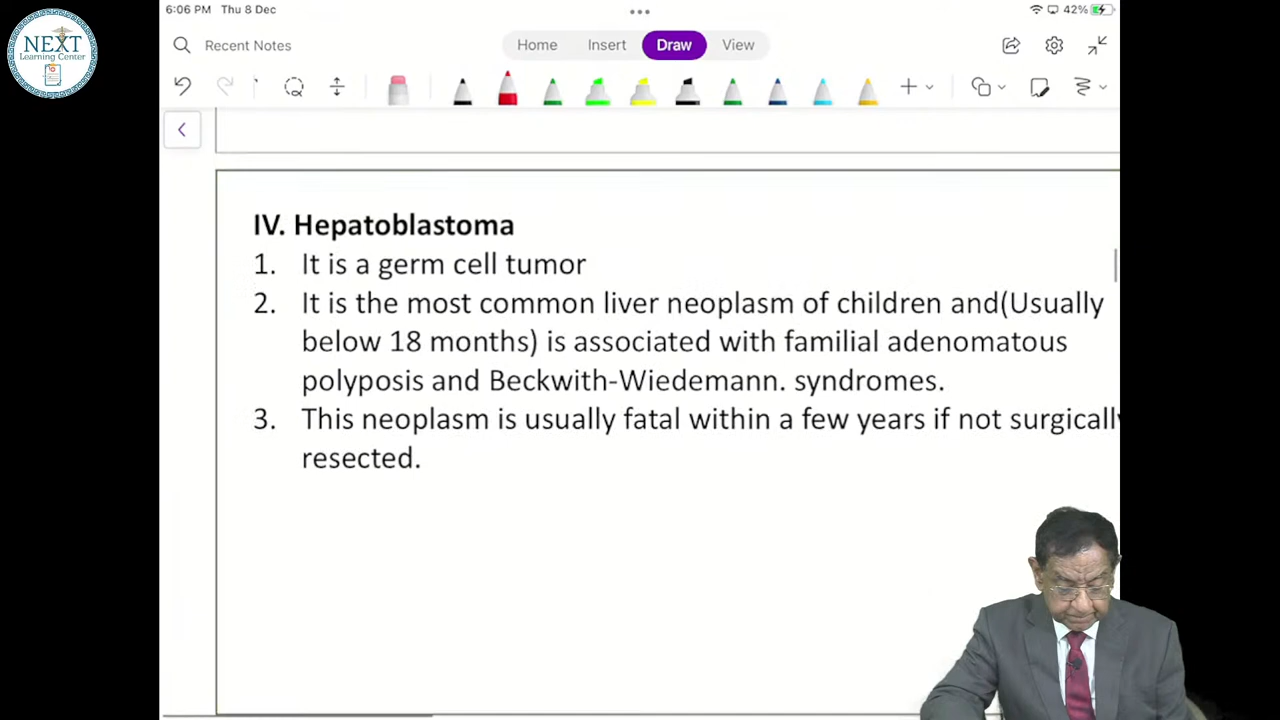 6:06 PM Thu 8 Dec
42%
NEXT
Learning Center
Recent Notes
Home Insert Draw View
IV. Hepatoblastoma
1. It is a germ cell tumor
2. It is the most common liver neoplasm of children and(Usually
below 18 months) is associated with familial adenomatous
polyposis and Beckwith-Wiedemann. syndromes.
3. This neoplasm is usually fatal within a few years if not surgically
resected.